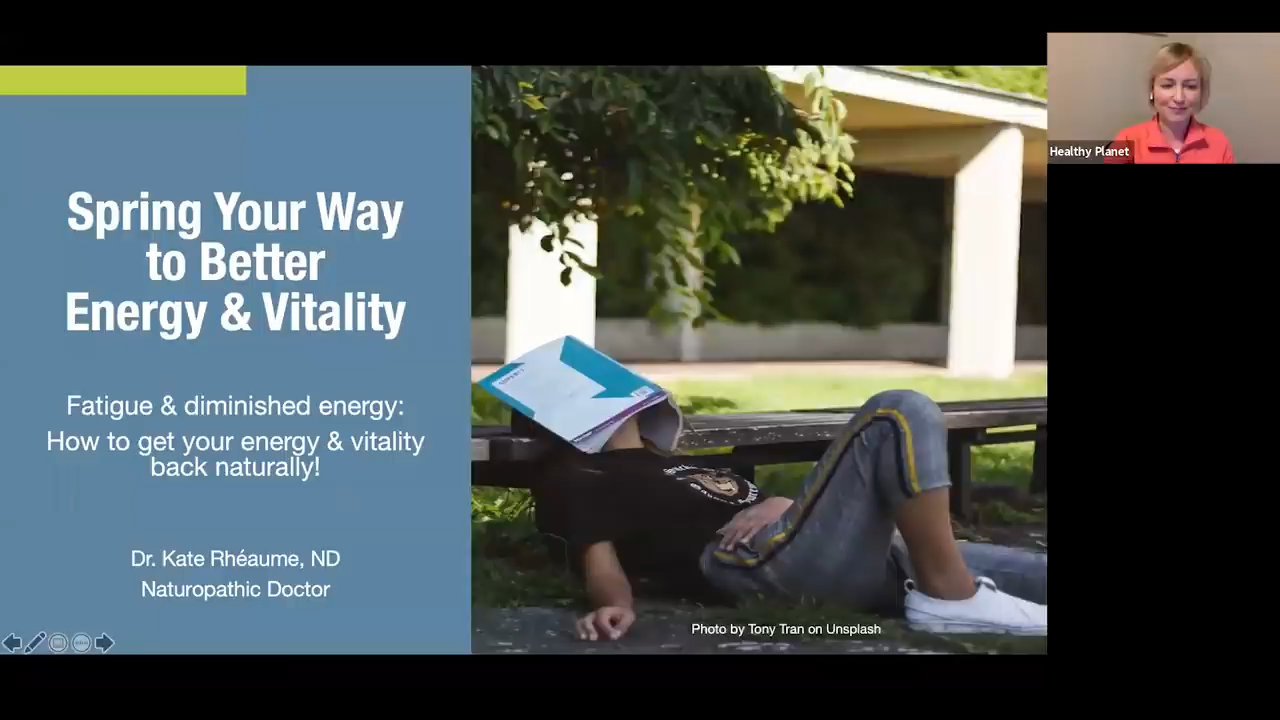 Spring Your Way
to Better
Energy & Vitality
Fatigue & diminished energy:
How to get your energy & vitality
back naturally!
Dr. Kate Rhéaume, ND
Naturopathic Doctor
Photo by Tony Tran on Unsplash
Healthy Planet